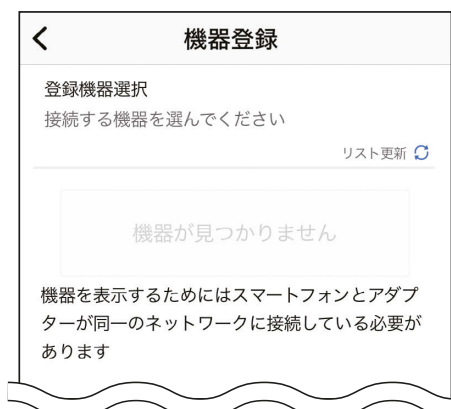 機器登録
登録機器選択
接続する機器を選んでください
リスト更新
機器が見つかりません
機器を表示するためにはスマートフォンとアダプ
ターが同一のネットワークに接続している必要が
あります